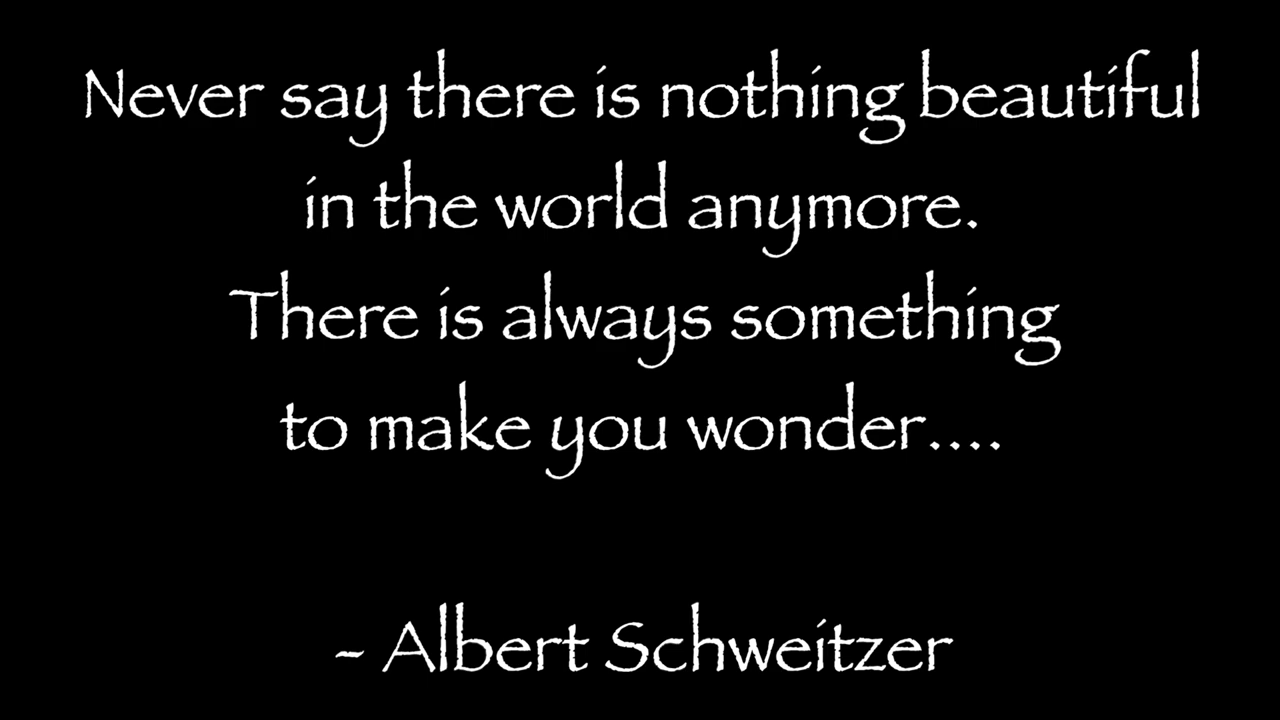 Never say there is nothing beautiful
in the world anymore.
There is always something
to make you wonder....
- Albert Schweitzer